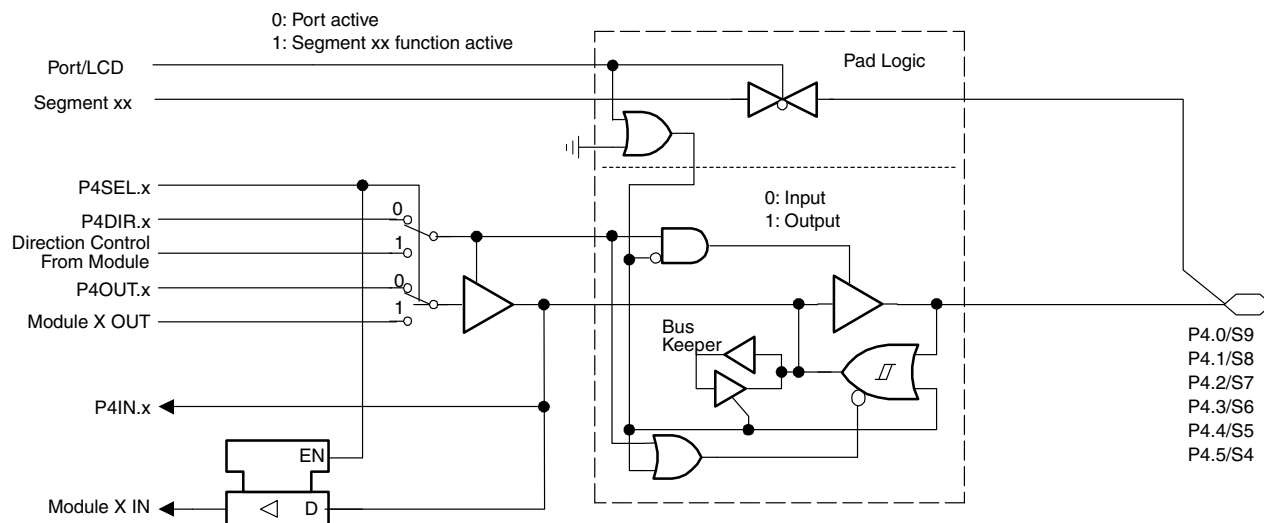 0: Port active
1: Segment xx function active
Port/LCD
Pad Logic
Segment xx
P4SEL.x
0: Input
1: Output
0
P4DIR.x
Direction Control
From Module
1
0
P4OUT.x
1
Module X OUT
Bus
Keeper
P4.0/S9
P4.1/S8
P4.2/S7
P4.3/S6
P4.4/S5
P4.5/S4
P4IN.x
EN
Module X IN
D